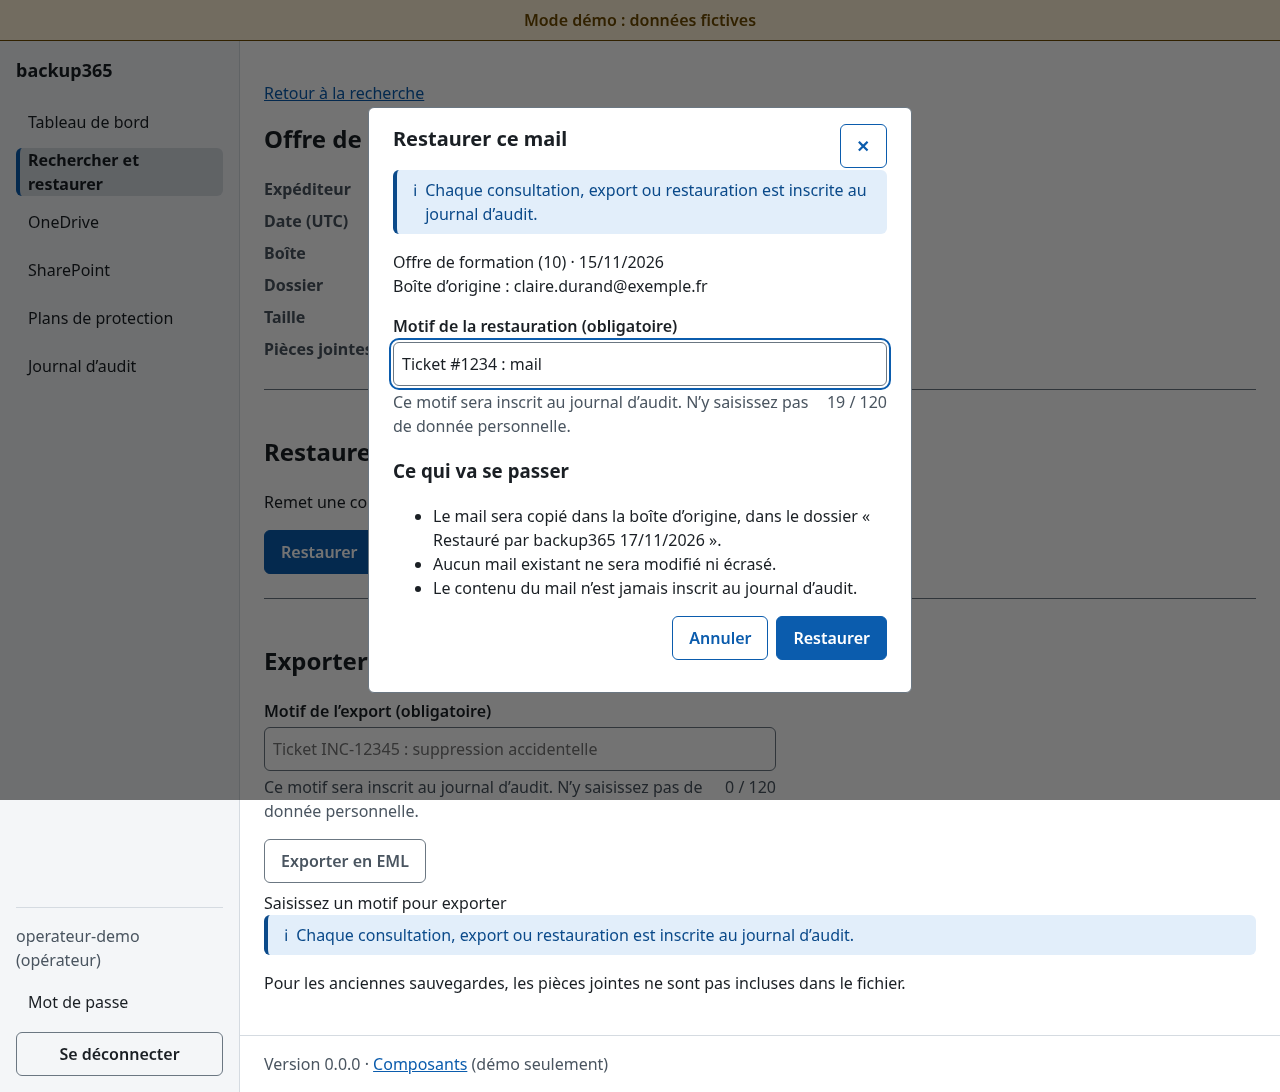 Mode démo : données fictives
backup365
Tableau de bord
Rechercher et
restaurer
OneDrive
SharePoint
Plans de protection
Journal d’audit
operateur-demo
(opérateur)
Mot de passe
Se déconnecter
Retour à la recherche
Offre de
Expéditeur
Date (UTC)
Boîte
Dossier
Taille
Pièces jointes
Restaure
Remet une co
Restaurer
Restaurer ce mail
×
i Chaque consultation, export ou restauration est inscrite au
journal d’audit.
Offre de formation (10) · 15/11/2026
Boîte d’origine : claire.durand@exemple.fr
Motif de la restauration (obligatoire)
Ticket #1234 : mail
Ce motif sera inscrit au journal d’audit. N’y saisissez pas 19 / 120
de donnée personnelle.
Ce qui va se passer
• Le mail sera copié dans la boîte d’origine, dans le dossier «
Restauré par backup365 17/11/2026 ».
• Aucun mail existant ne sera modifié ni écrasé.
• Le contenu du mail n’est jamais inscrit au journal d’audit.
Annuler Restaurer
Exporter
Motif de l’export (obligatoire)
Ticket INC-12345 : suppression accidentelle
Ce motif sera inscrit au journal d’audit. N’y saisissez pas de 0 / 120
donnée personnelle.
Exporter en EML
Saisissez un motif pour exporter
i Chaque consultation, export ou restauration est inscrite au journal d’audit.
Pour les anciennes sauvegardes, les pièces jointes ne sont pas incluses dans le fichier.
Version 0.0.0 · Composants (démo seulement)